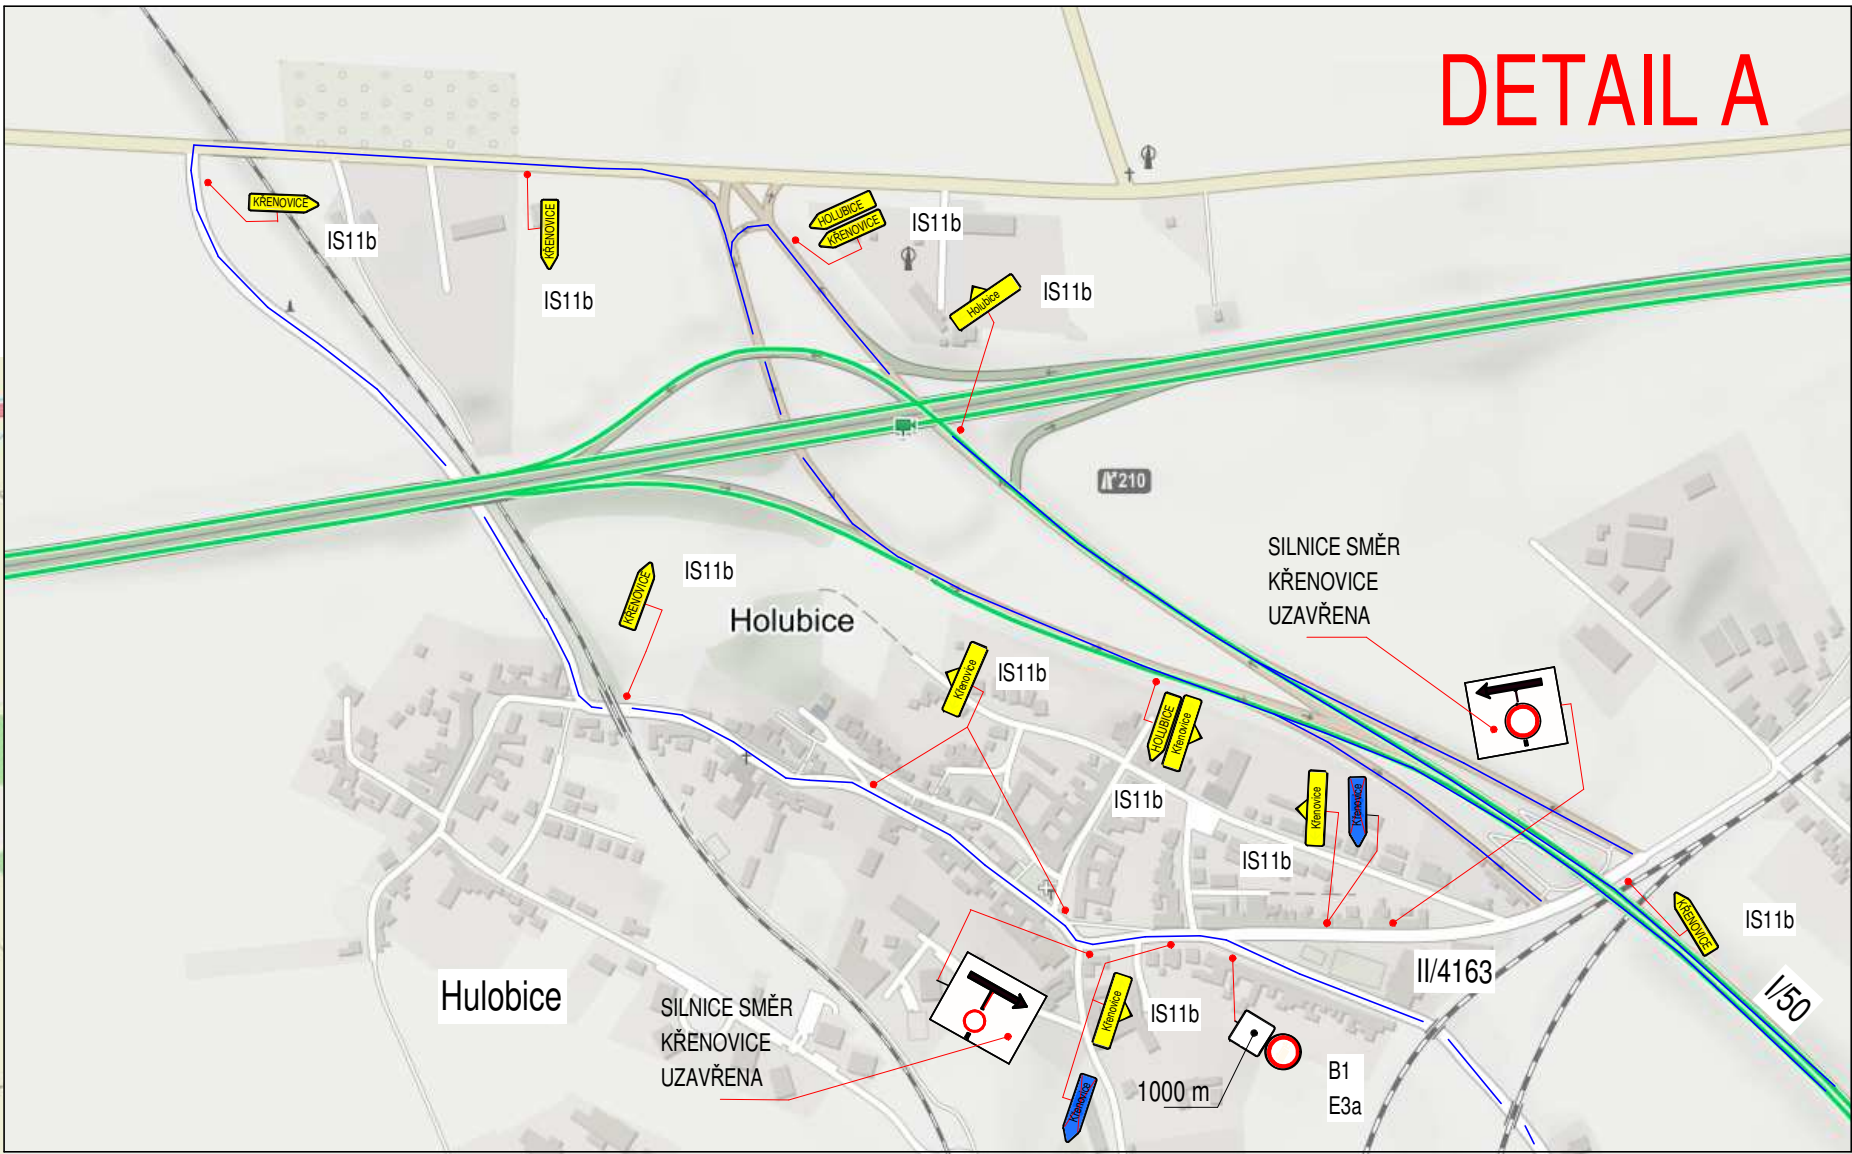 DETAIL A
KŘENOVICE
IS11b
KŘENOVICE
IS11b
HOLUBICE
KŘENOVICE
IS11b
Holubice
IS11b
210
SILNICE SMĚR
KŘENOVICE
UZAVŘENA
KŘENOVICE
IS11b
Holubice
Křenovice
IS11b
HOLUBICE
Křenovice
IS11b
Křenovice
Křenovice
IS11b
KŘENOVICE
IS11b
II/4163
I/50
Hulobice
SILNICE SMĚR
KŘENOVICE
UZAVŘENA
Křenovice
IS11b
Křenovice
1000 m
B1
E3a